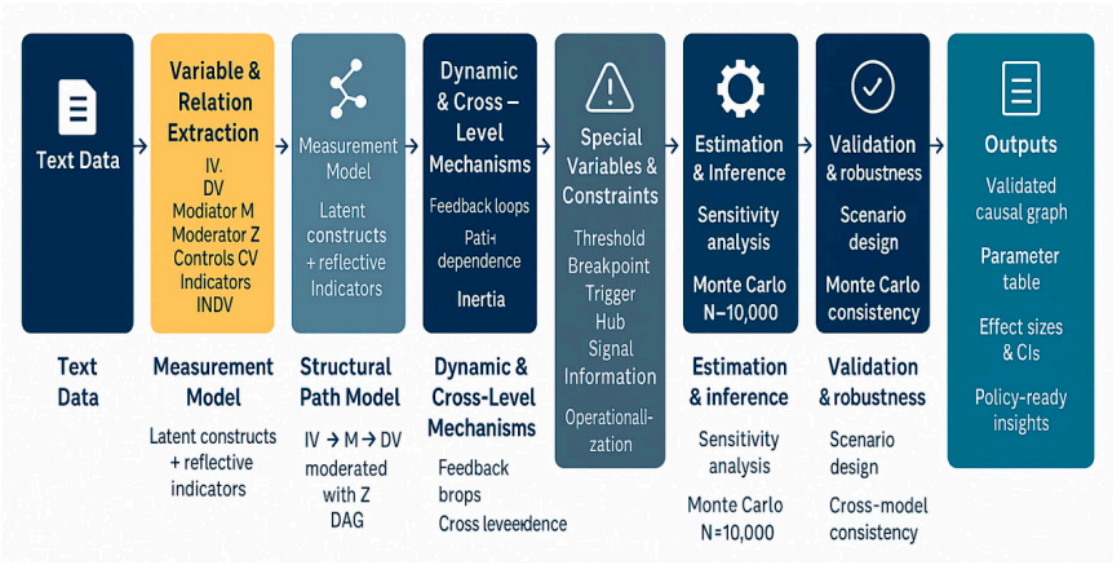 Text Data
Variable &
Relation
Extraction
IV.
DV
Modiator M
Moderator Z
Controls CV
Indicators
INDV
Measurement
Model
Latent
constructs
+ reflective
Indicators
Dynamic
& Cross –
Level
Mechanisms
Feedback loops
dependence
Inertia
Special
Variables &
Constraints
Threshold
Breakpoint
Trigger
Hub
Signal
Information
Operationali-
zation
Estimation
& Inference
Sensitivity
analysis
Monte Carlo
N–10,000
Validation
& robustness
Scenario
design
Monte Carlo
consistency
Outputs
Validated
causal graph
Parameter
table
Effect sizes
& CIs
Policy-ready
insights
Text
Data
Measurement
Model
Latent constructs
+ reflective
indicators
Structural
Path Model
IV → M → DV
moderated
with Z
DAG
Dynamic &
Cross-Level
Mechanisms
Feedback
brops
Cross
Estimation
& inference
Sensitivity
analysis
Monte Carlo
N=10,000
Validation
& robustness
Scenario
design
Cross-model
consistency